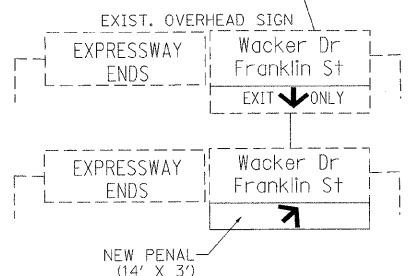 EXIST. OVERHEAD SIGN
EXPRESSWAY
ENDS
Wacker Dr
Franklin St
EXIT ONLY
EXPRESSWAY
ENDS
Wacker Dr
Franklin St
NEW PENAL
(14' X 3')